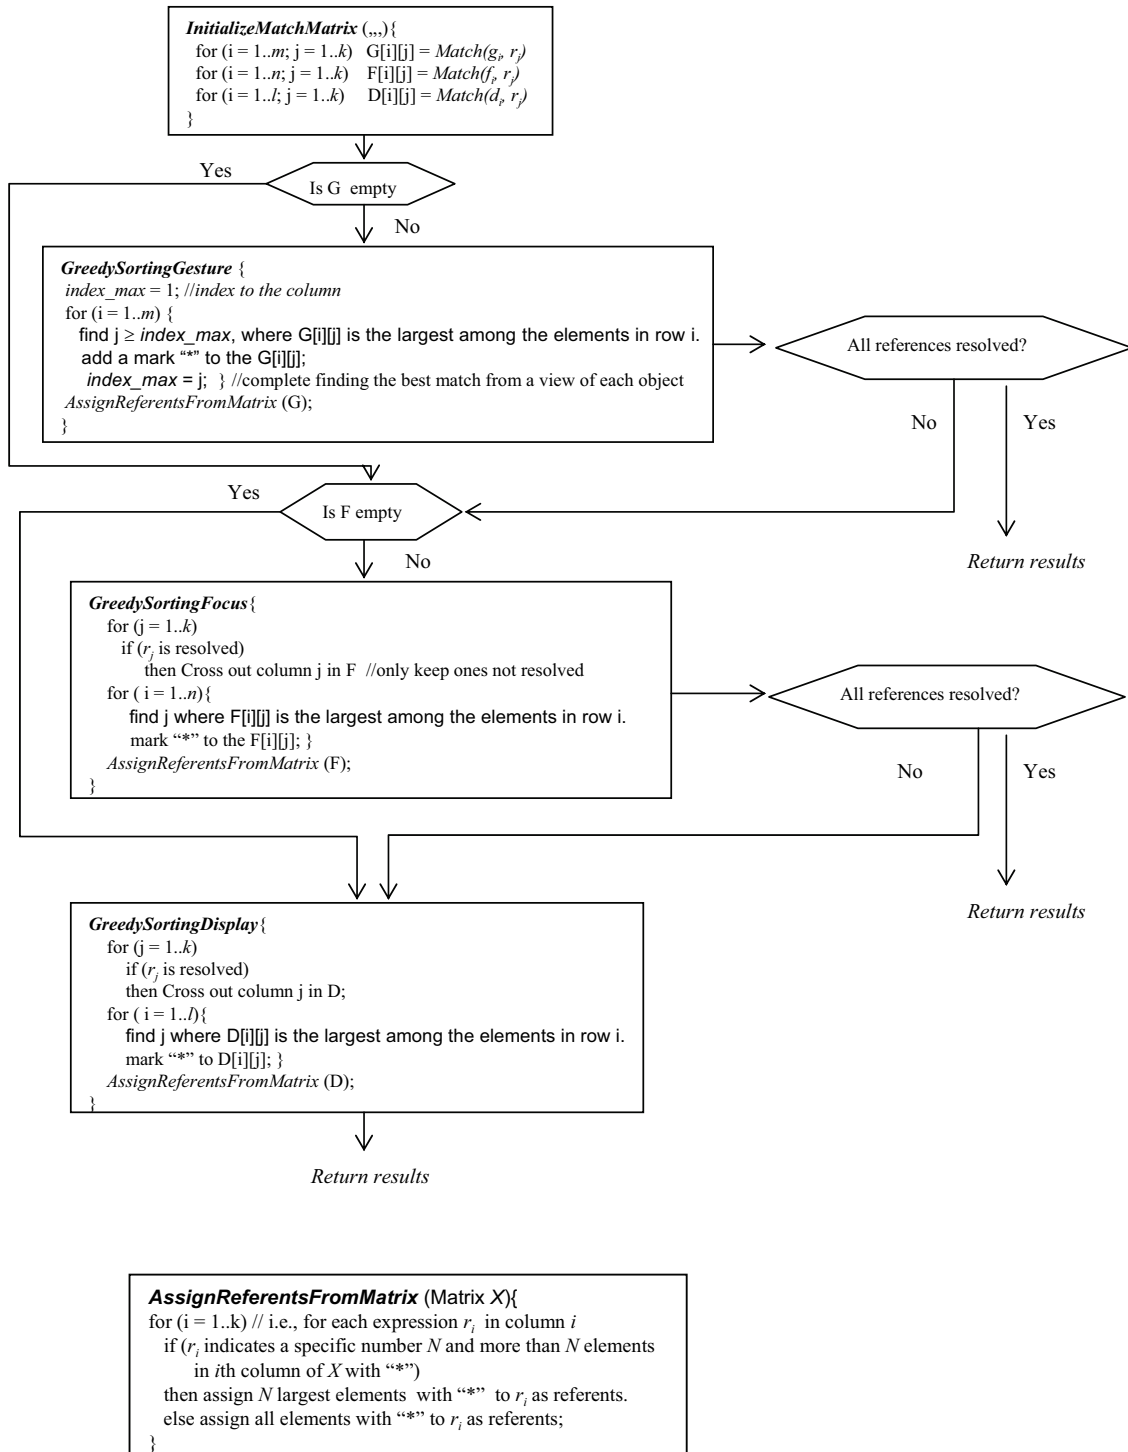 InitializeMatchMatrix (,,,){
for (i = 1..m; j = 1..k) G[i][j] = Match(gi, rj)
for (i = 1..n; j = 1..k) F[i][j] = Match(fi, rj)
for (i = 1..l; j = 1..k) D[i][j] = Match(di, rj)
}
Yes
Is G empty
No
GreedySortingGesture {
index_max = 1; //index to the column
for (i = 1..m) {
find j ≥ index_max, where G[i][j] is the largest among the elements in row i.
add a mark “*” to the G[i][j];
index_max = j; } //complete finding the best match from a view of each object
AssignReferentsFromMatrix (G);
}
All references resolved?
No
Yes
Return results
Yes
Is F empty
No
GreedySortingFocus{
for (j = 1..k)
if (rj is resolved)
then Cross out column j in F //only keep ones not resolved
for ( i = 1..n){
find j where F[i][j] is the largest among the elements in row i.
mark “*” to the F[i][j]; }
AssignReferentsFromMatrix (F);
}
All references resolved?
No
Yes
Return results
GreedySortingDisplay{
for (j = 1..k)
if (rj is resolved)
then Cross out column j in D;
for ( i = 1..l){
find j where D[i][j] is the largest among the elements in row i.
mark “*” to D[i][j]; }
AssignReferentsFromMatrix (D);
}
Return results
AssignReferentsFromMatrix (Matrix X){
for (i = 1..k) // i.e., for each expression ri in column i
if (ri indicates a specific number N and more than N elements
in ith column of X with “*”)
then assign N largest elements with “*” to ri as referents.
else assign all elements with “*” to ri as referents;
}